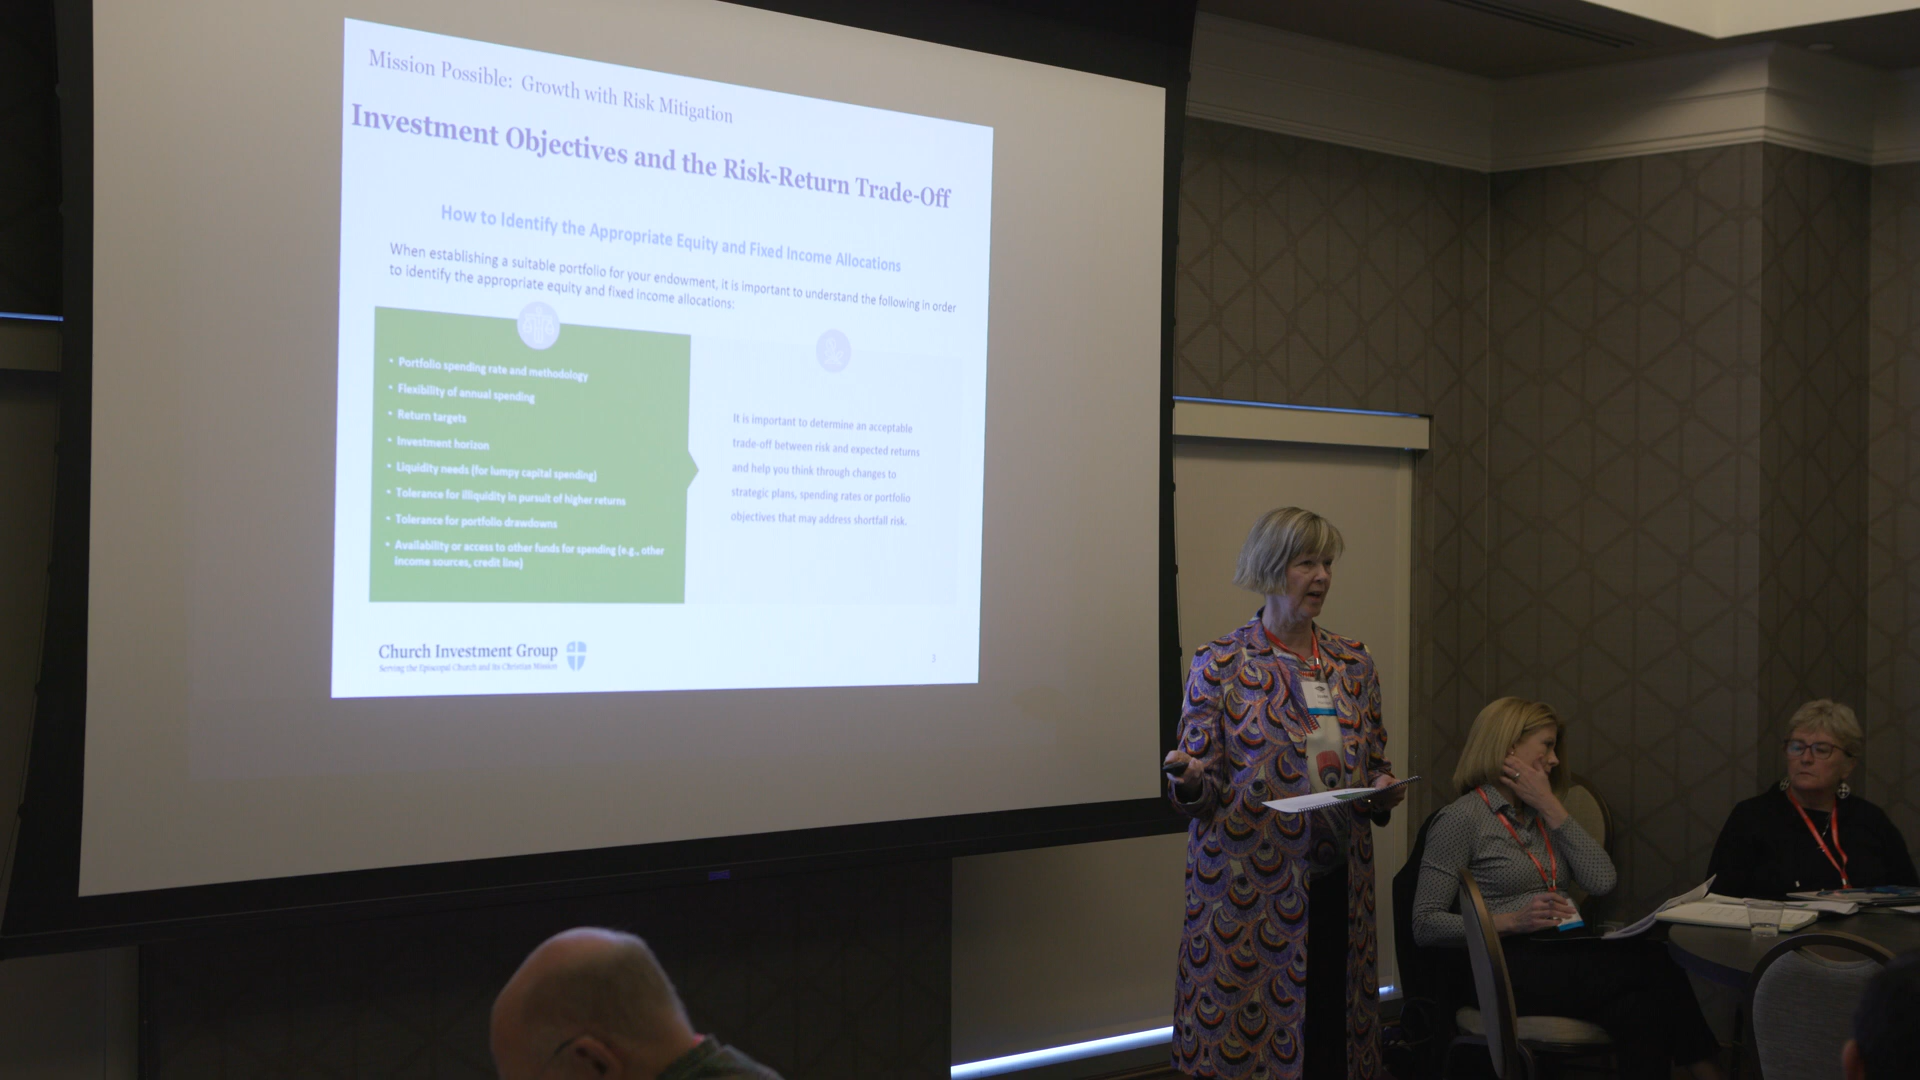 Mission Possible: Growth with Risk Mitigation
Investment Objectives and the Risk-Return Trade-Off
How to Identify the Appropriate Equity and Fixed Income Allocations
When establishing a suitable portfolio for your endowment, it is important to understand the following in order
to identify the appropriate equity and fixed income allocations:
• Portfolio spending rate and methodology
• Flexibility of annual spending
• Return targets
• Investment horizon
• Liquidity needs (for lumpy capital spending)
• Tolerance for illiquidity in pursuit of higher returns
• Tolerance for portfolio drawdowns
• Availability or access to other funds for spending (e.g., other
income sources, credit line)
It is important to determine an acceptable
trade-off between risk and expected returns
and help you think through changes to
strategic plans, spending rates or portfolio
objectives that may address shortfall risk.
Church Investment Group
Serving the Episcopal Church and Its Christian Mission
3